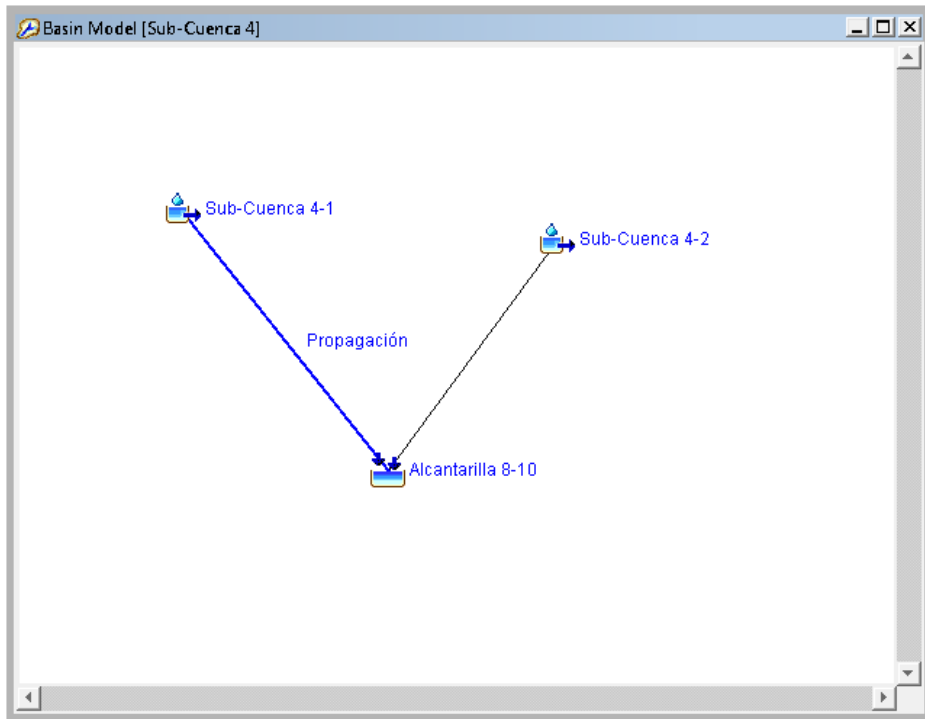 Basin Model [Sub-Cuenca 4]
Sub-Cuenca 4-1
Sub-Cuenca 4-2
Propagación
Alcantarilla 8-10